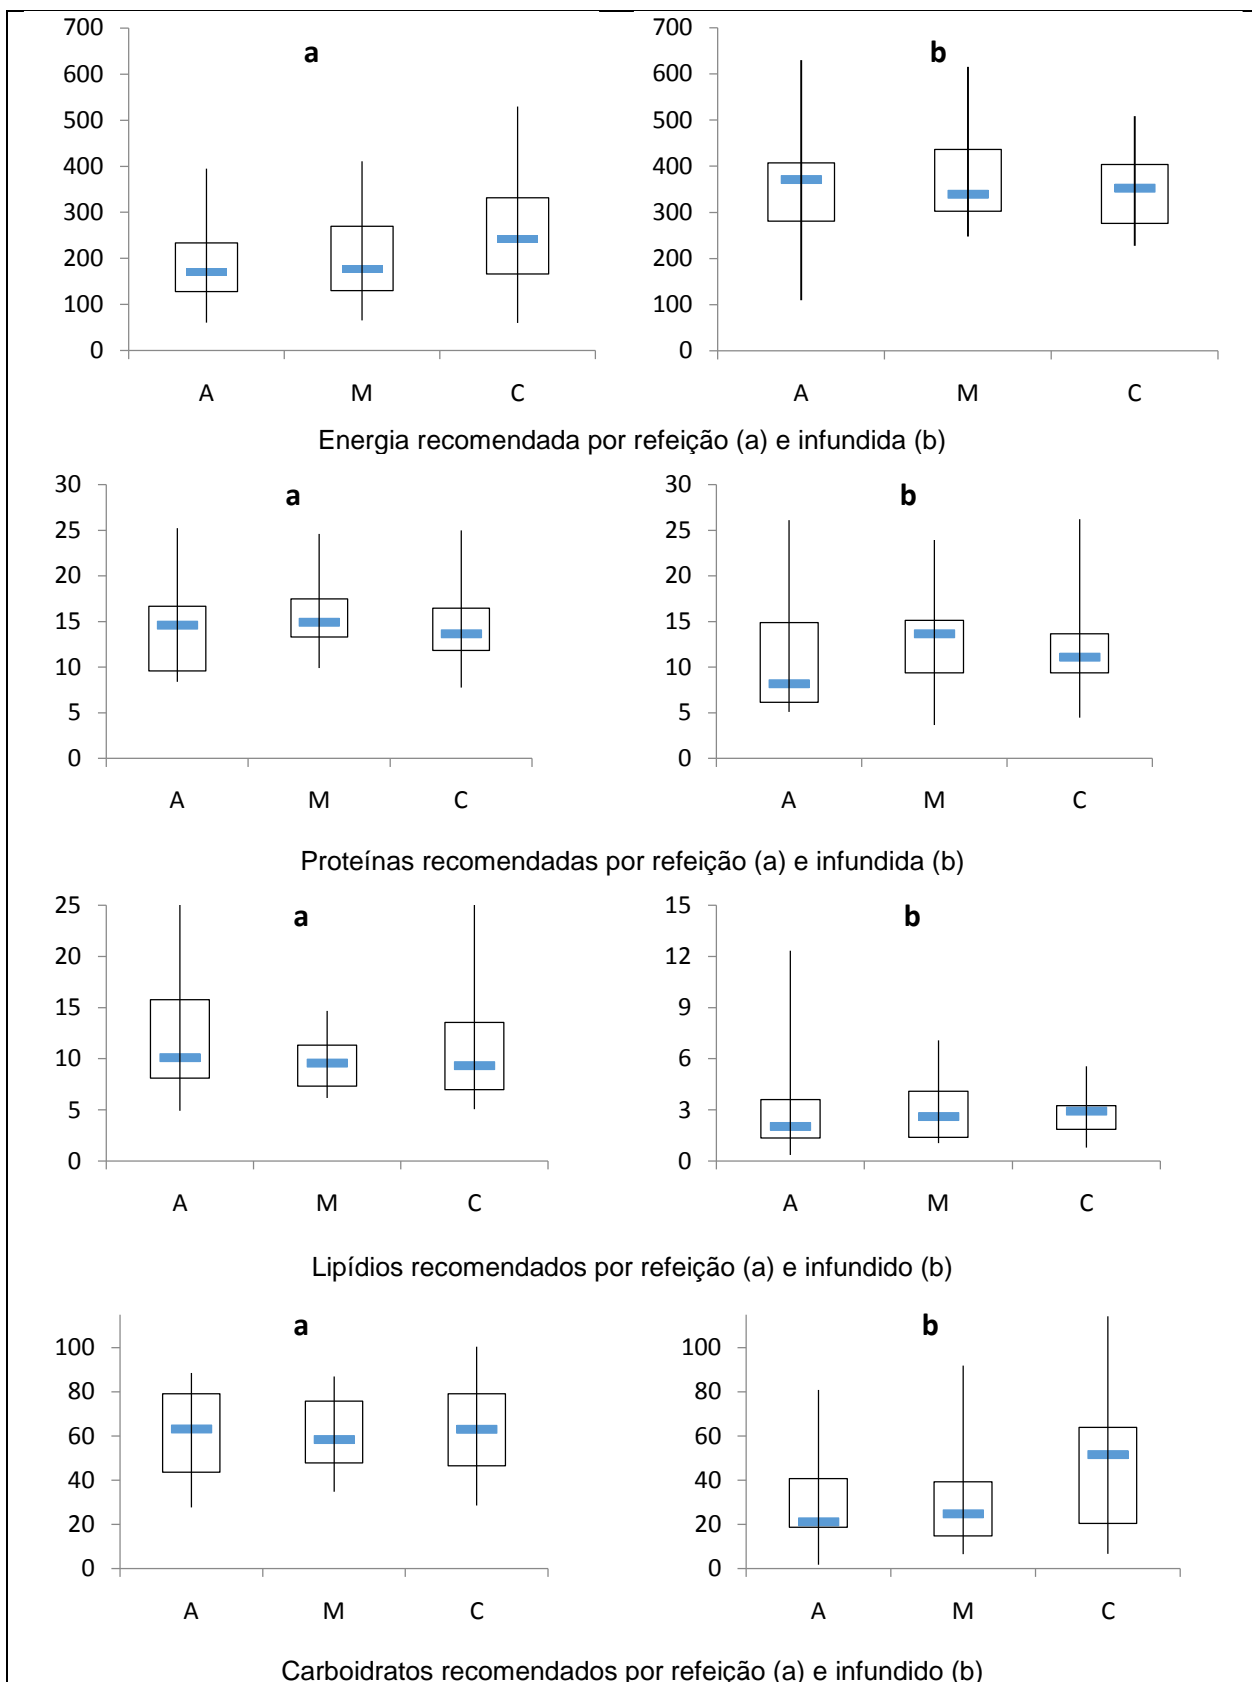 a
b
700
600
500
400
300
200
100
0
A M C
700
600
500
400
300
200
100
0
A M C
Energia recomendada por refeição (a) e infundida (b)
a
b
30
25
20
15
10
5
0
A M C
30
25
20
15
10
5
0
A M C
Proteínas recomendadas por refeição (a) e infundida (b)
a
b
25
20
15
10
5
0
A M C
15
12
9
6
3
0
A M C
Lipídios recomendados por refeição (a) e infundido (b)
a
b
100
80
60
40
20
0
A M C
100
80
60
40
20
0
A M C
Carboidratos recomendados por refeição (a) e infundido (b)